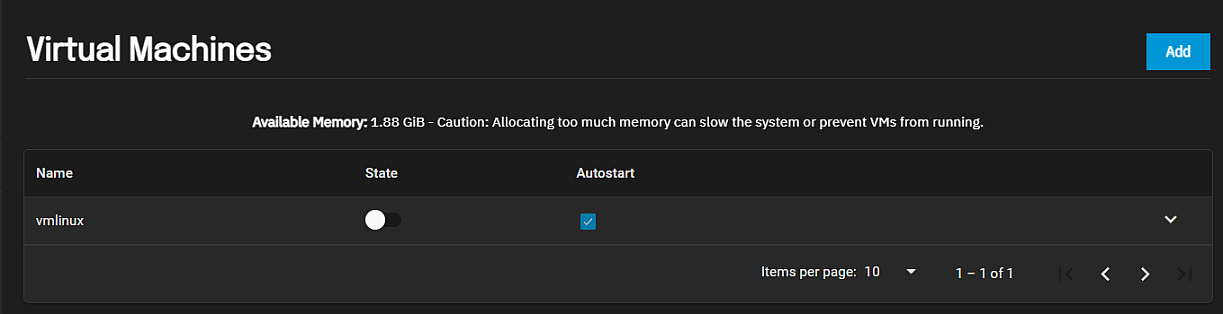 Virtual Machines
Add
Available Memory: 1.88 GiB - Caution: Allocating too much memory can slow the system or prevent VMs from running.
Name State Autostart
vmlinux
Items per page: 10 1 – 1 of 1